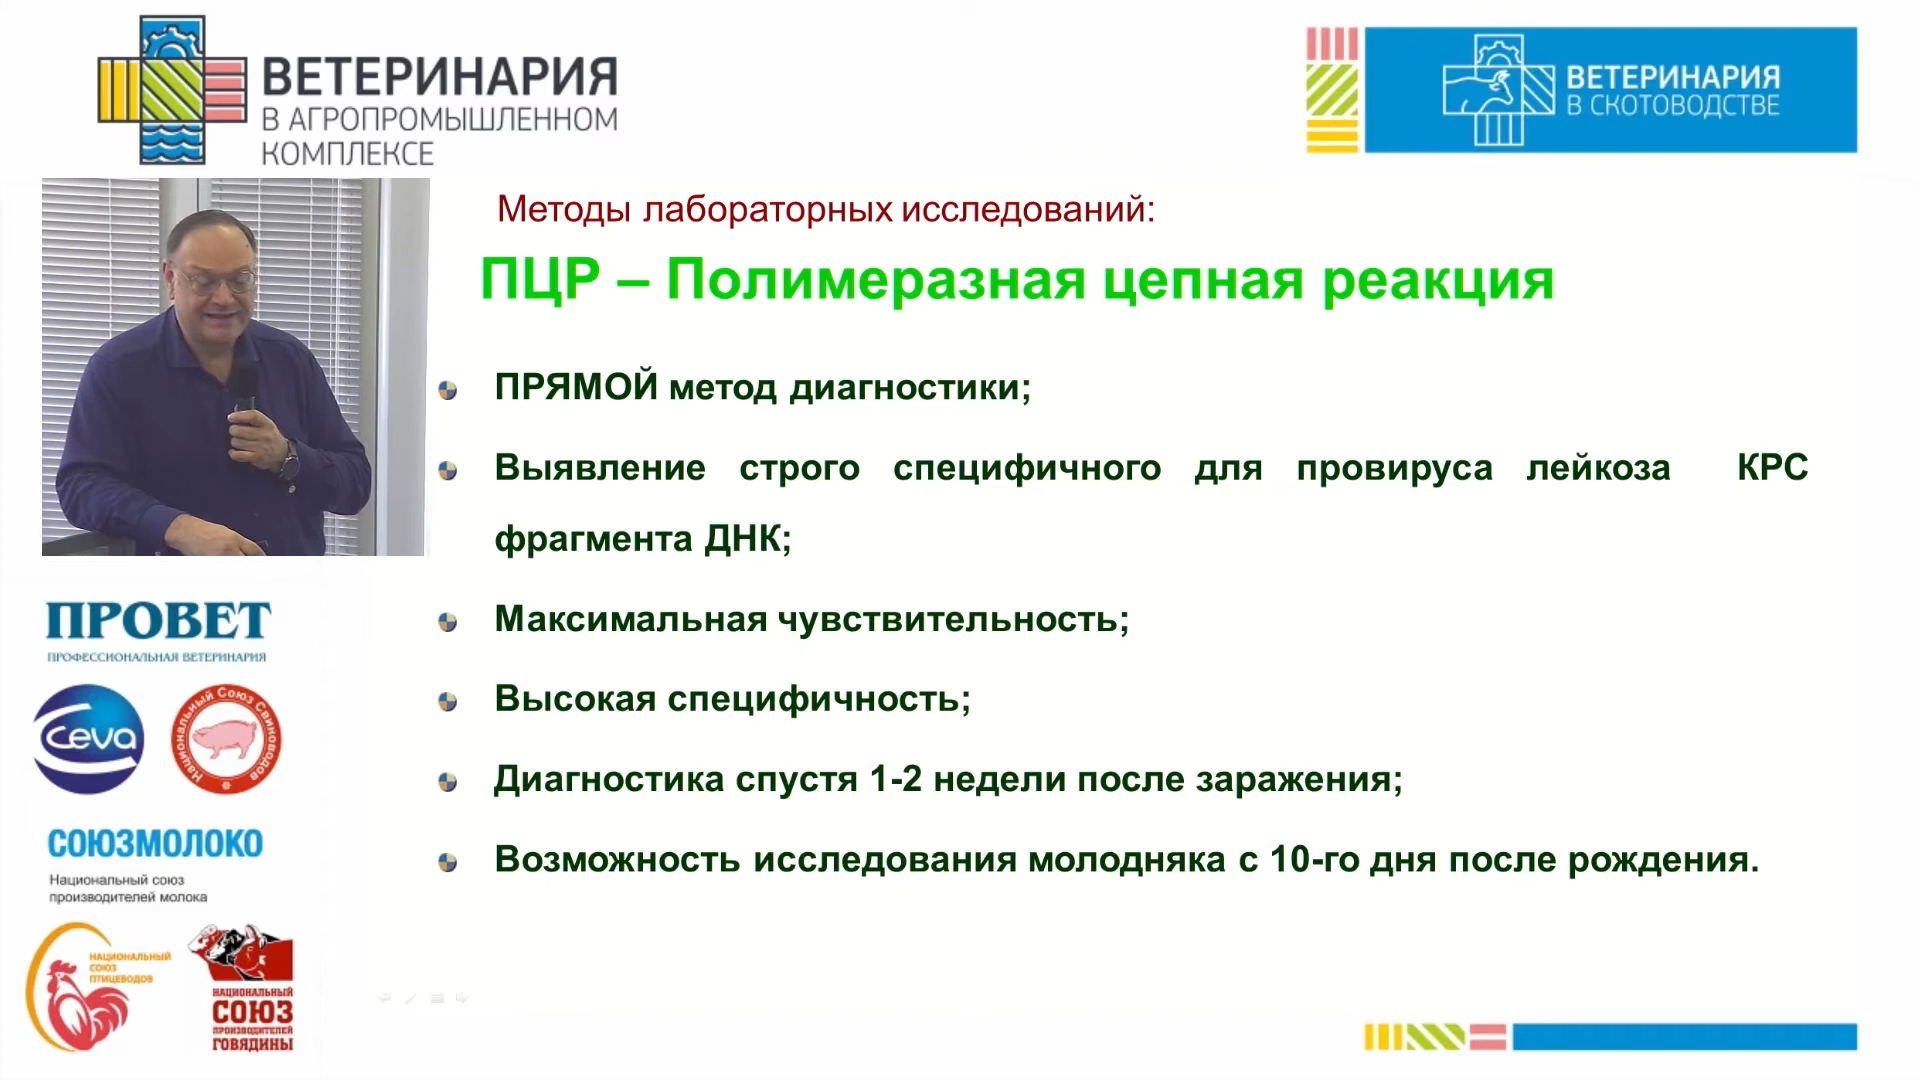 ВЕТЕРИНАРИЯ
В АГРОПРОМЫШЛЕННОМ
КОМПЛЕКСЕ
ВЕТЕРИНАРИЯ
В СКОТОВОДСТВЕ
Методы лабораторных исследований:
ПЦР – Полимеразная цепная реакция
ПРЯМОЙ метод диагностики;
Выявление строго специфичного для провируса лейкоза КРС
фрагмента ДНК;
Максимальная чувствительность;
Высокая специфичность;
Диагностика спустя 1-2 недели после заражения;
Возможность исследования молодняка с 10-го дня после рождения.
ПРОВЕТ
ПРОФЕССИОНАЛЬНАЯ ВЕТЕРИНАРИЯ
Ceva
Национальный Союз Свиноводов
СОЮЗМОЛОКО
Национальный союз
производителей молока
НАЦИОНАЛЬНЫЙ
СОЮЗ
ПТИЦЕВОДОВ
НАЦИОНАЛЬНЫЙ
СОЮЗ
ПРОИЗВОДИТЕЛЕЙ
ГОВЯДИНЫ